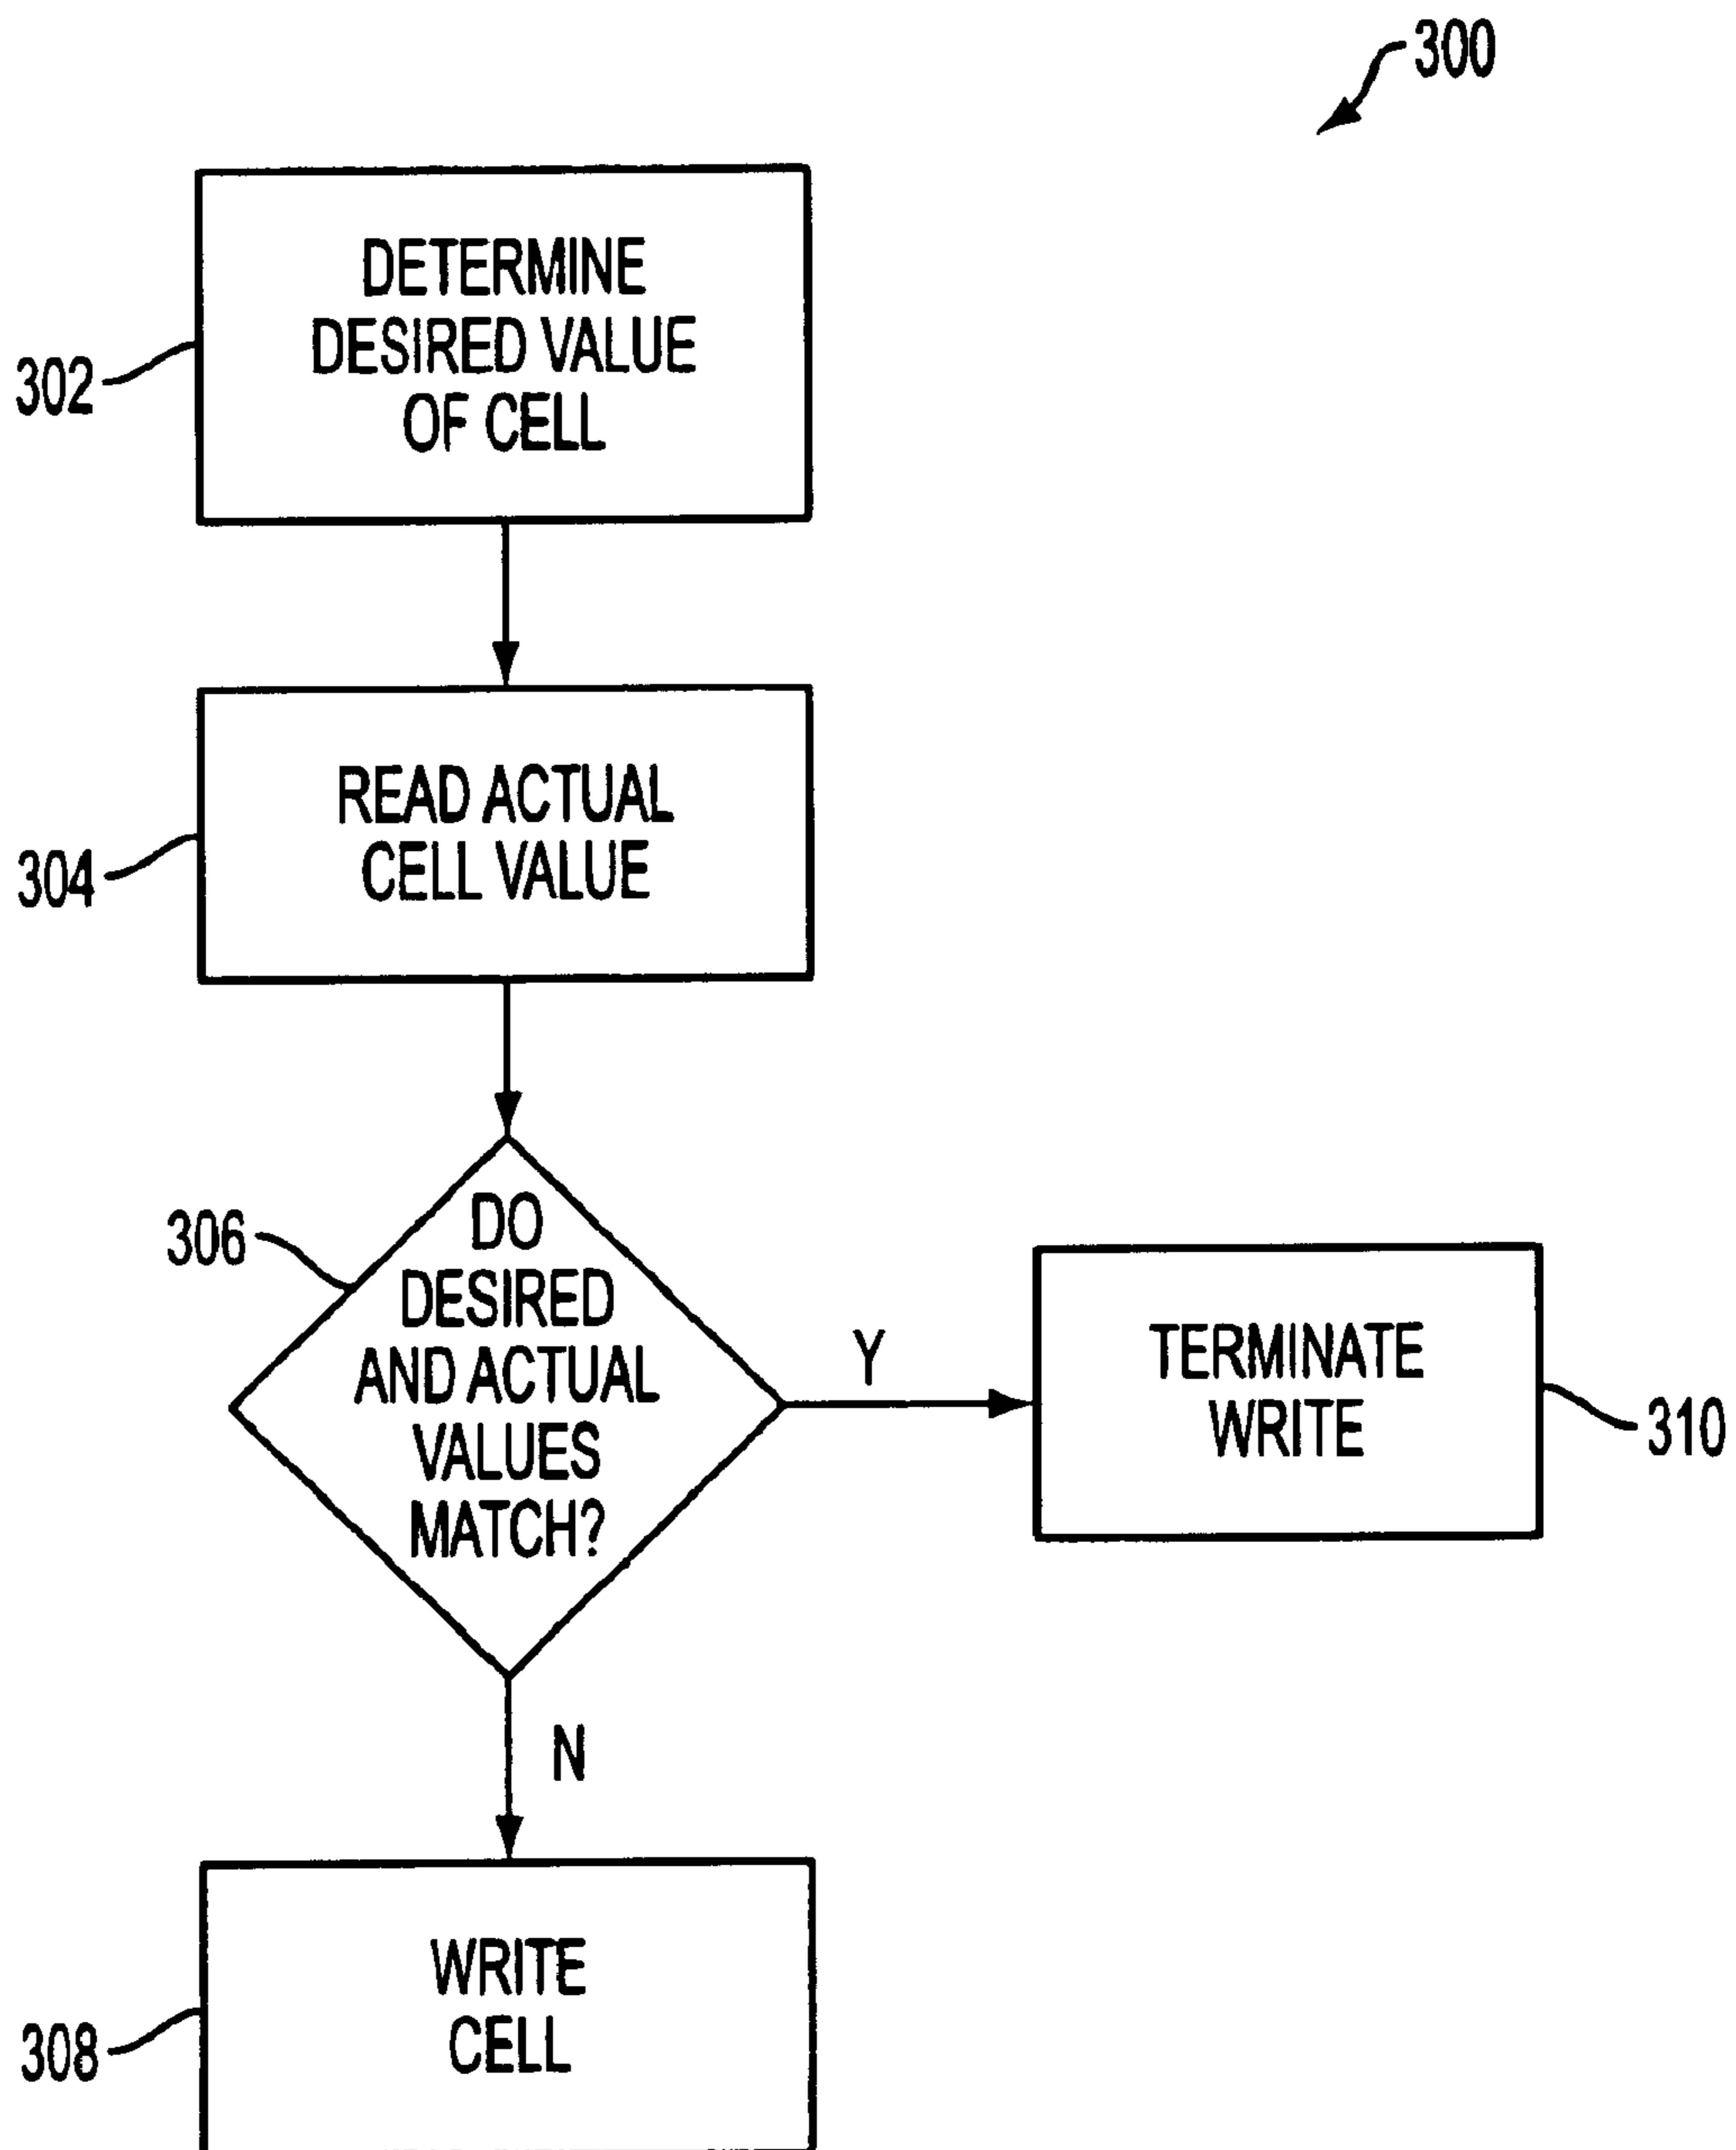 300
DETERMINE
DESIRED VALUE
OF CELL
302
READ ACTUAL
CELL VALUE
304
DO
DESIRED
AND ACTUAL
VALUES
MATCH?
306
Y
TERMINATE
WRITE
310
N
WRITE
CELL
308